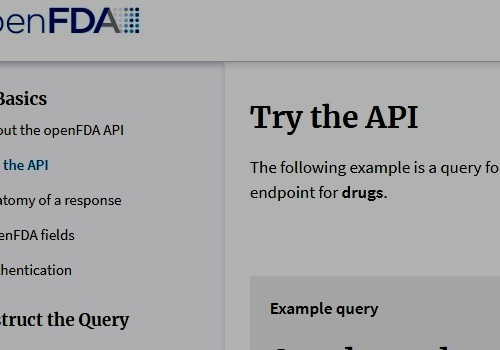 penFDA
Basics
out the openFDA API
the API
atomy of a response
enFDA fields
hentication
struct the Query
Try the API
The following example is a query fo
endpoint for drugs.
Example query